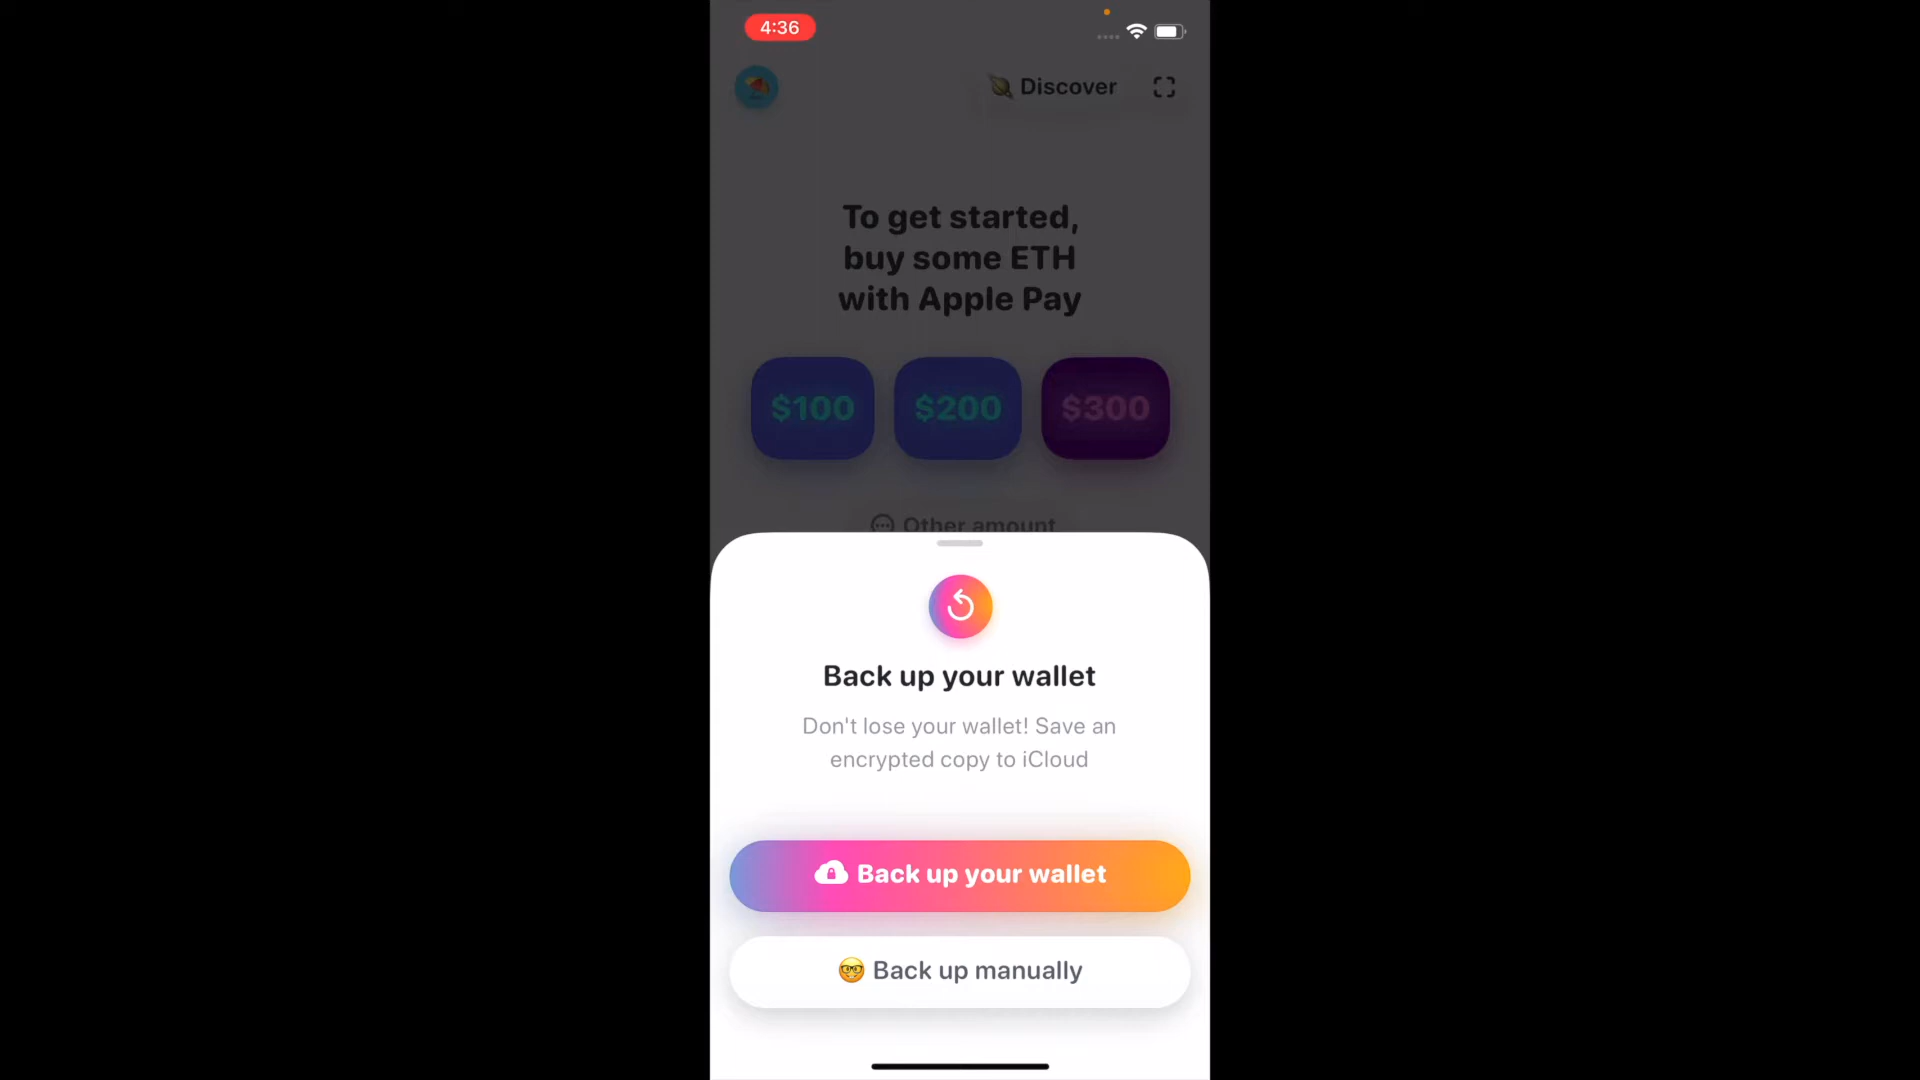 4:36
Discover
To get started,
buy some ETH
with Apple Pay
$100 $200 $300
Other amount
Back up your wallet
Don't lose your wallet! Save an
encrypted copy to iCloud
Back up your wallet
Back up manually